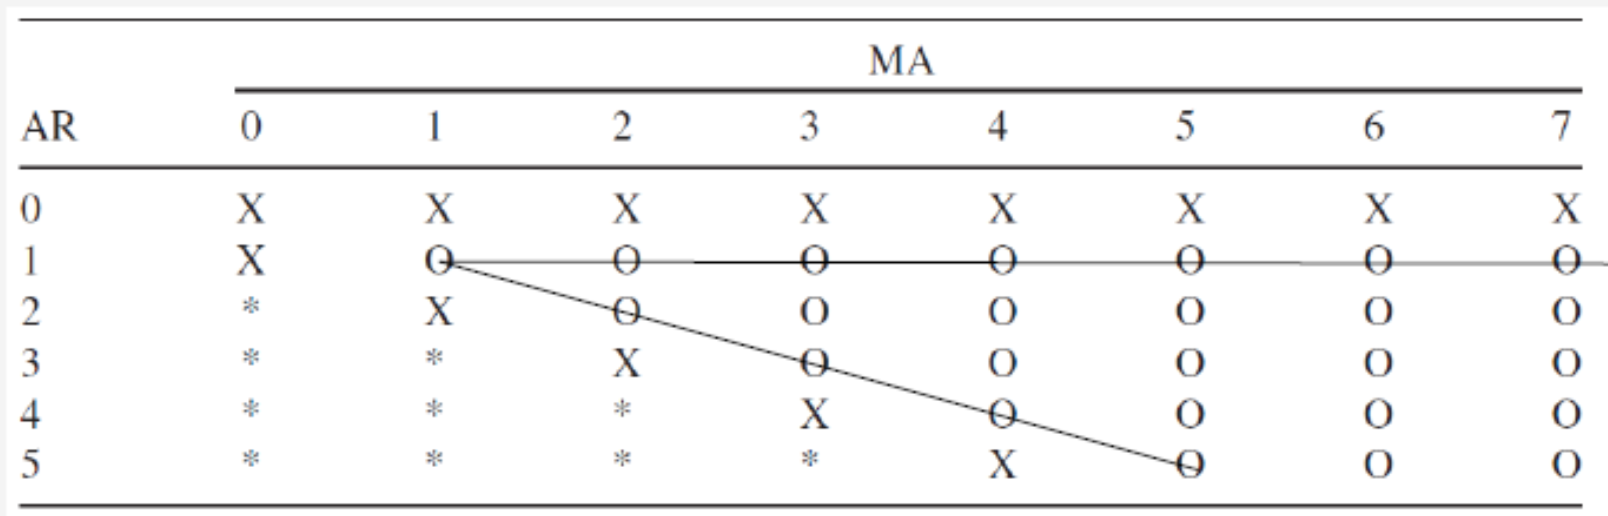 MA
AR 0 1 2 3 4 5 6 7
0 X X X X X X X X
1 X O O O O O O O
2 * X O O O O O O
3 * * X O O O O O
4 * * * X O O O O
5 * * * * X O O O